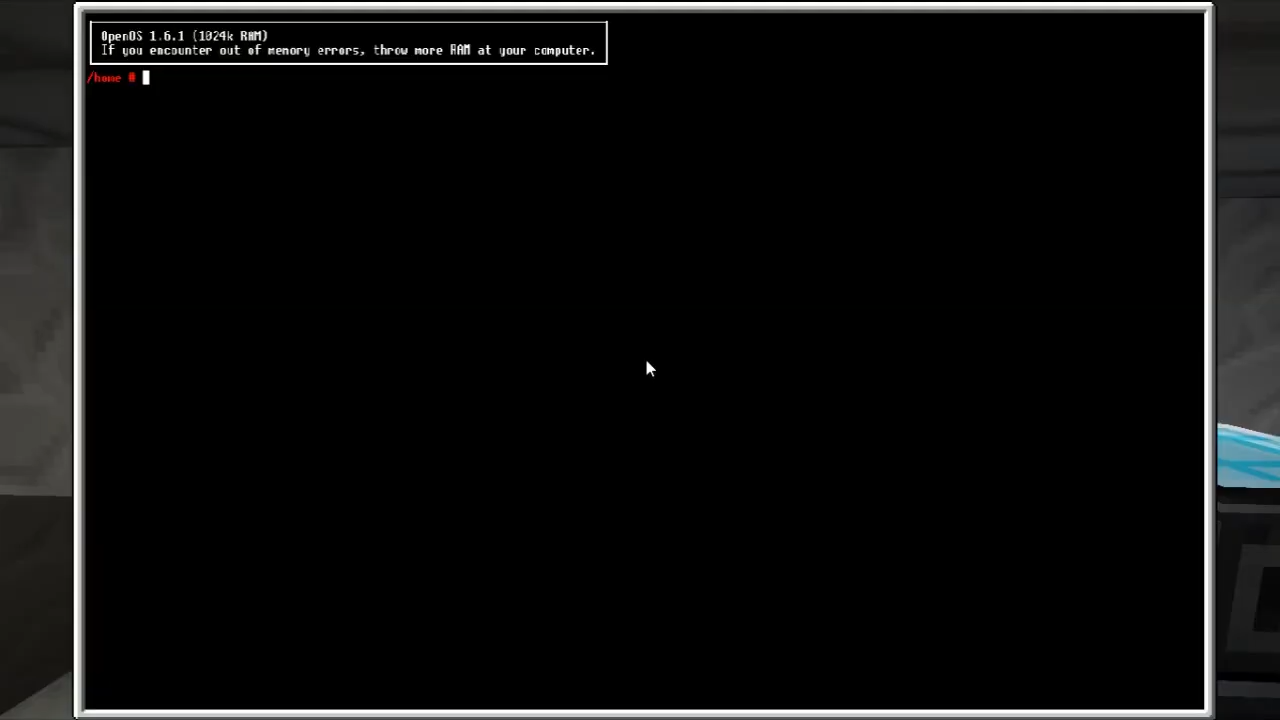 OpenOS 1.6.1 (1024k RAM)
If you encounter out of memory errors, throw more RAM at your computer.
/home #